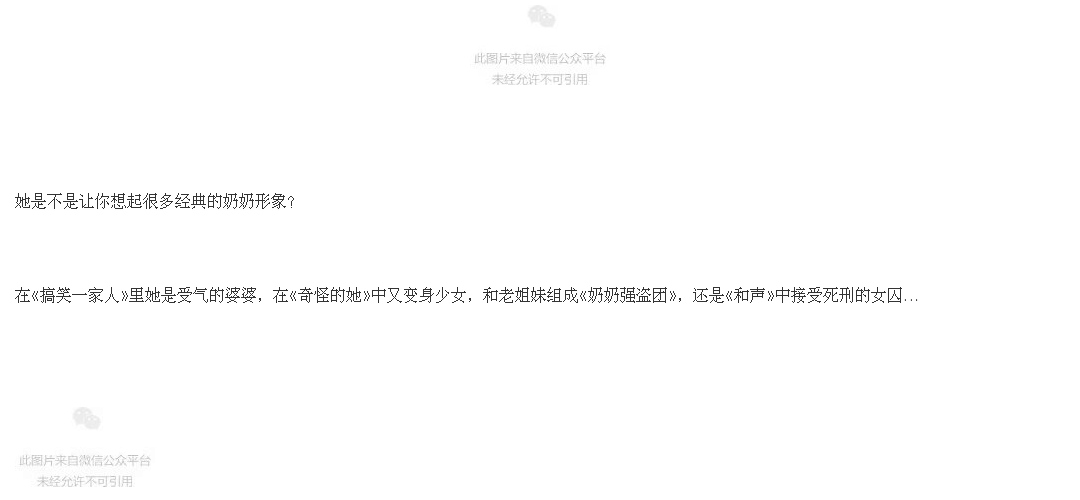 此图片来自微信公众平台
未经允许不可引用
她是不是让你想起很多经典的奶奶形象？
在《搞笑一家人》里她是受气的婆婆，在《奇怪的她》中又变身少女，和老姐妹组成《奶奶强盗团》，还是《和声》中接受死刑的女囚...
此图片来自微信公众平台
未经允许不可引用